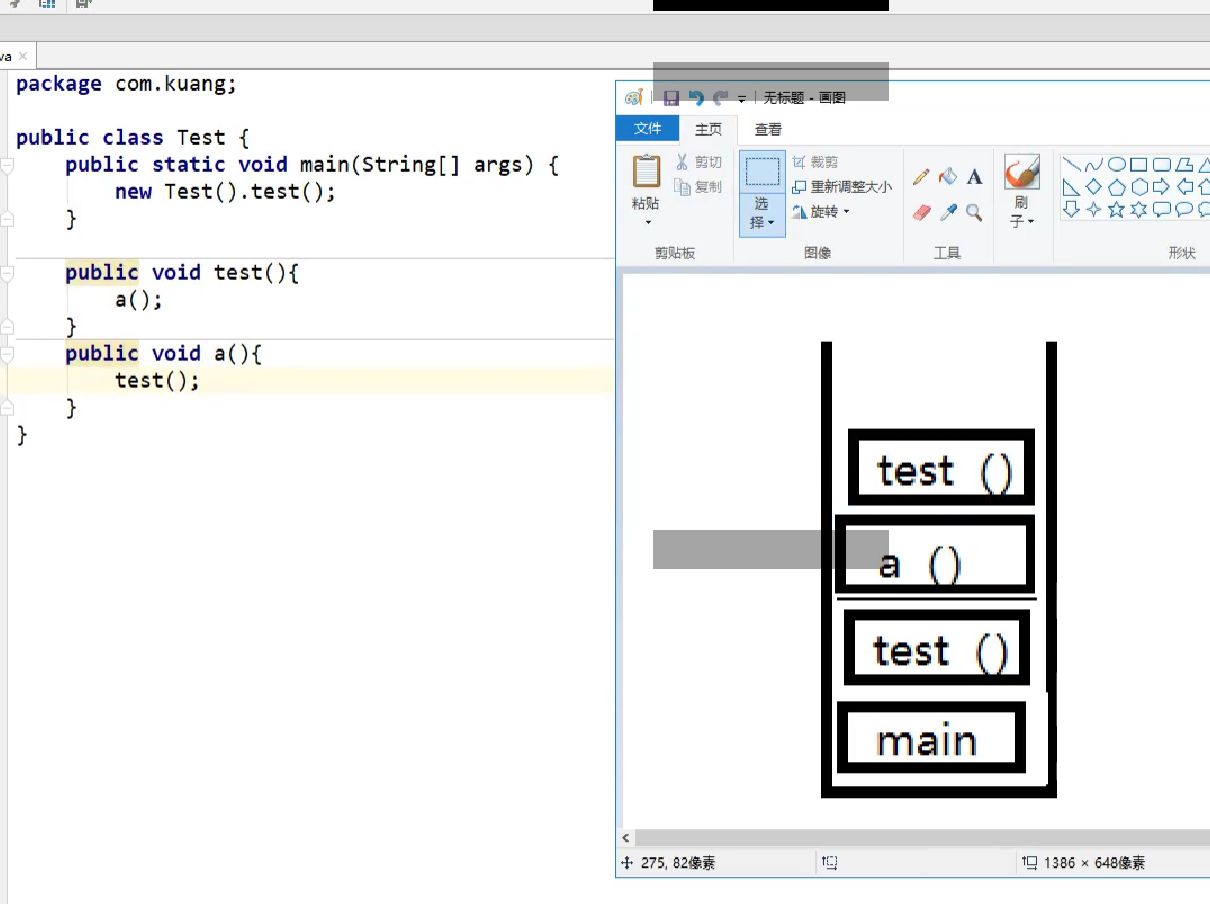 va
package com.kuang;
public class Test {
public static void main(String[] args) {
new Test().test();
}
public void test(){
a();
}
public void a(){
test();
}
}
无标题 - 画图
文件 主页 查看
粘贴
剪切
复制
剪贴板
选择
裁剪
重新调整大小
旋转
图像
A
工具
刷子
形状
test ()
a ()
test ()
main
275, 82像素
1386 × 648像素